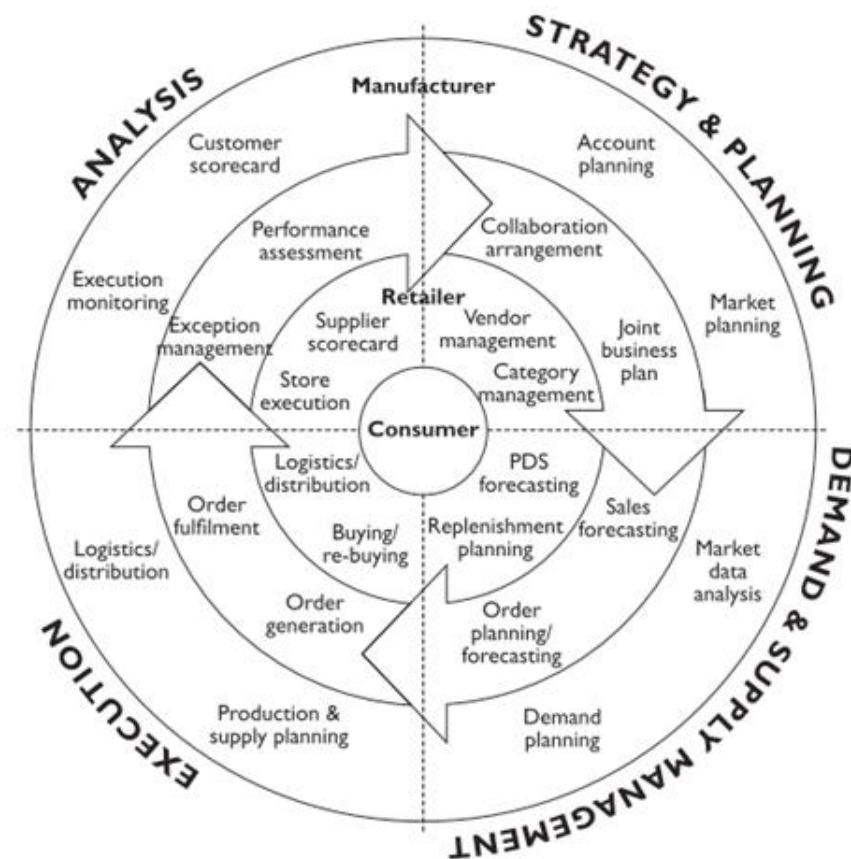 STRATEGY & PLANNING
ANALYSIS
Manufacturer
Customer
scorecard
Account
planning
Performance
assessment
Collaboration
arrangement
Execution
monitoring
Exception
management
Retailer
Supplier
scorecard
Vendor
management
Joint
business
plan
Market
planning
Store
execution
Category
management
Consumer
Logistics/
distribution
PDS
forecasting
Order
fulfilment
Sales
forecasting
Logistics/
distribution
Buying/
re-buying
Replenishment
planning
Market
data
analysis
Order
generation
Order
planning/
forecasting
Production &
supply planning
Demand
planning
EXECUTION
DEMAND & SUPPLY MANAGEMENT